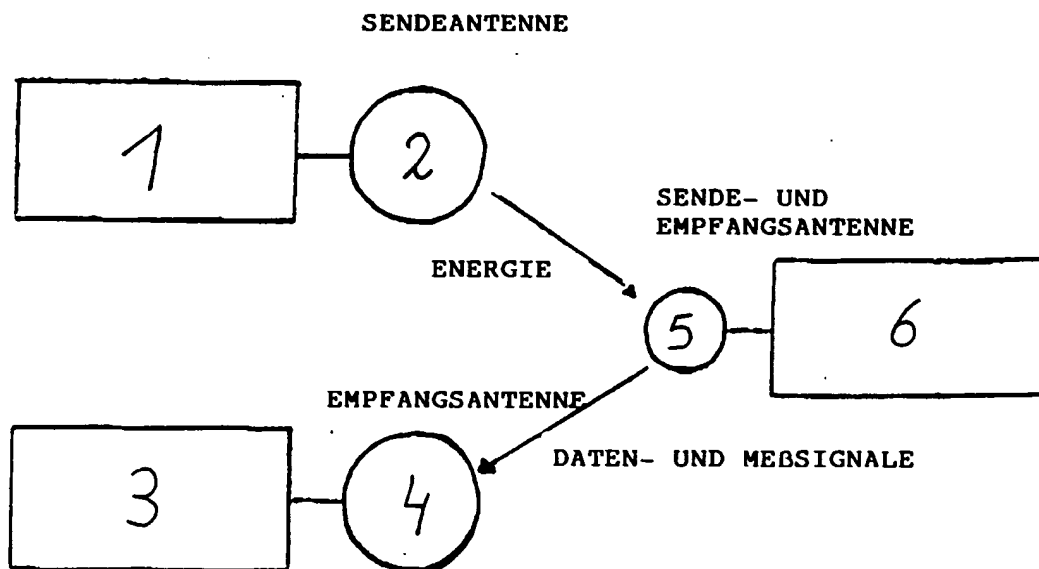 SENDEANTENNE
1
2
SENDE- UND
EMPFANGSANTENNE
ENERGIE
5
6
EMPFANGSANTENNE
DATEN- UND MEßSIGNALE
3
4